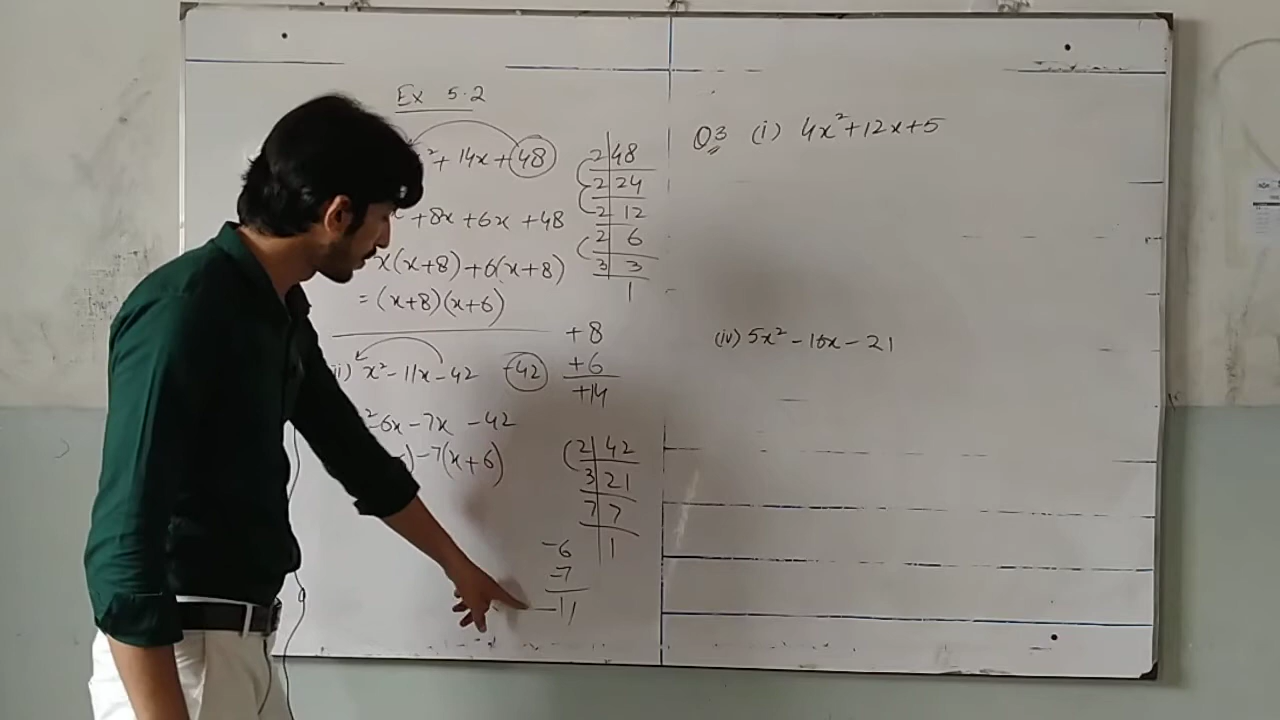 Ex 5.2
² + 14x + 48
+ 8x + 6x + 48
x(x+8) + 6(x+8)
= (x+8)(x+6)
2 | 48
2 | 24
2 | 12
2 | 6
3 | 3
1
+8
+6
+14
i) x² - 11x - 42
-42
² 6x - 7x - 42
) - 7(x+6)
2 | 42
3 | 21
7 | 7
1
-6
-7
-11
Q3 (i) 4x² + 12x + 5
(iv) 5x² - 16x - 21